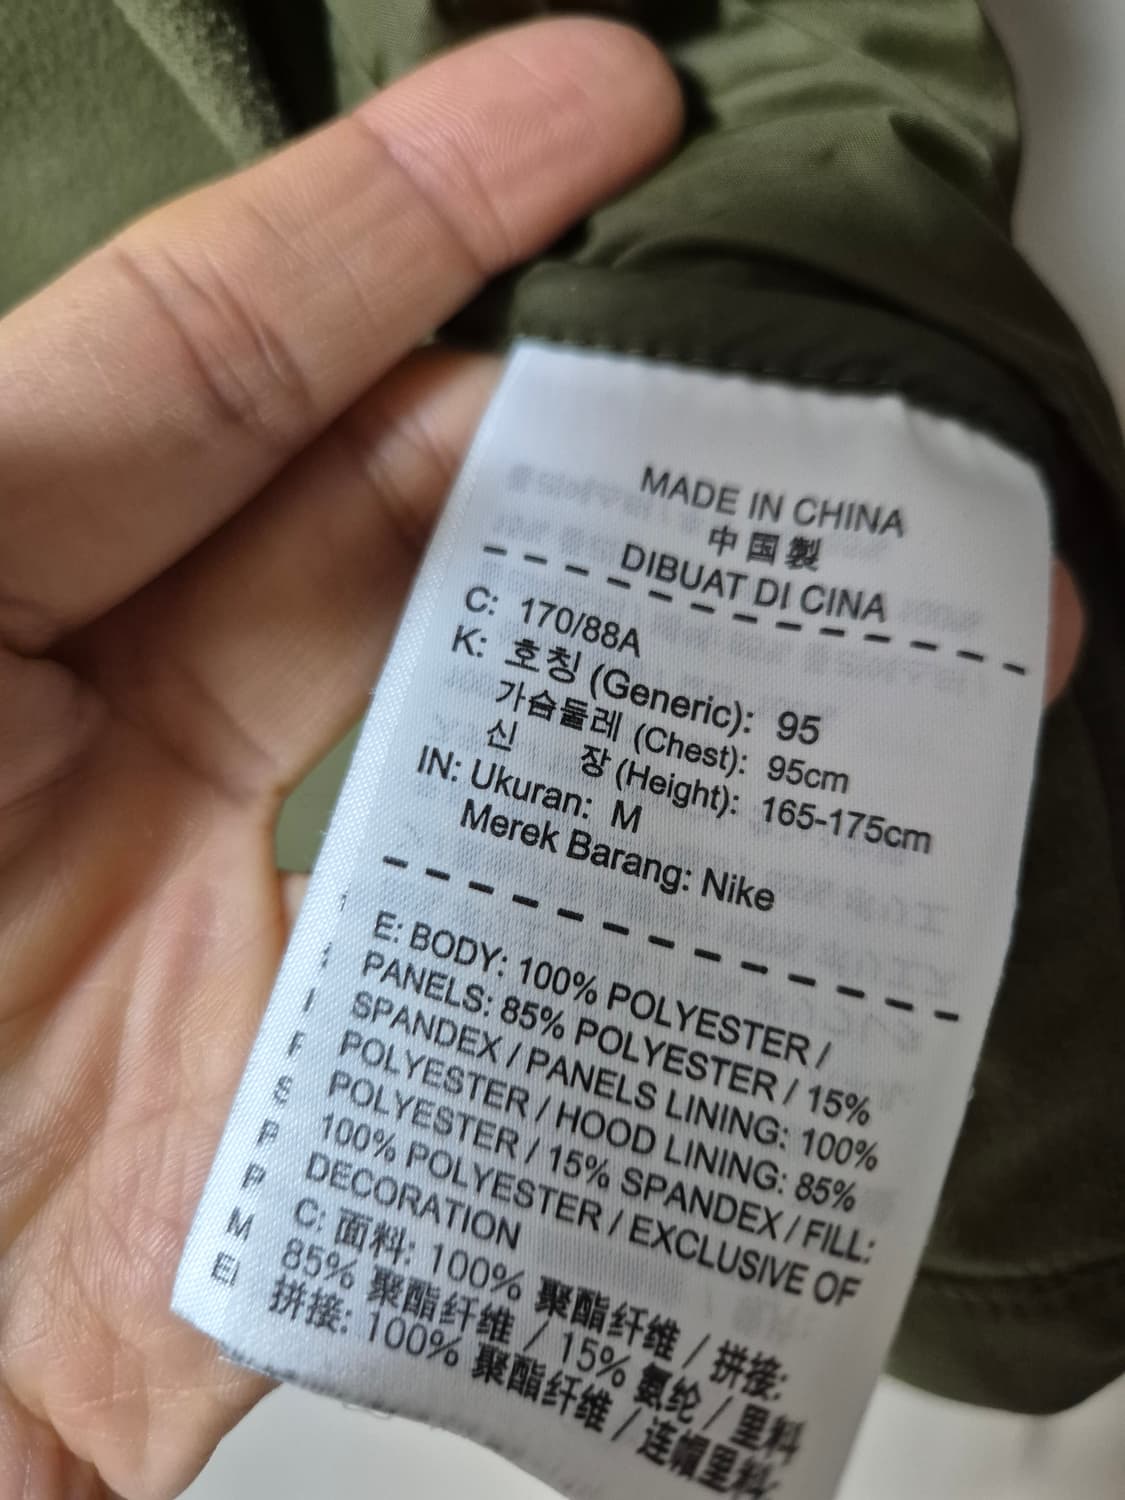 MADE IN CHINA
中国製
DIBUAT DI CINA
C: 170/88A
K: 호칭 (Generic): 95
가슴둘레 (Chest): 95cm
신 장 (Height): 165-175cm
IN: Ukuran: M
Merek Barang: Nike
E: BODY: 100% POLYESTER /
PANELS: 85% POLYESTER / 15%
SPANDEX / PANELS LINING: 100%
POLYESTER / HOOD LINING: 85%
POLYESTER / 15% SPANDEX / FILL:
100% POLYESTER / EXCLUSIVE OF
DECORATION
C: 面料: 100% 聚酯纤维 / 拼接:
85% 聚酯纤维 / 15% 氨纶 / 里料
拼接: 100% 聚酯纤维 / 连帽里料: